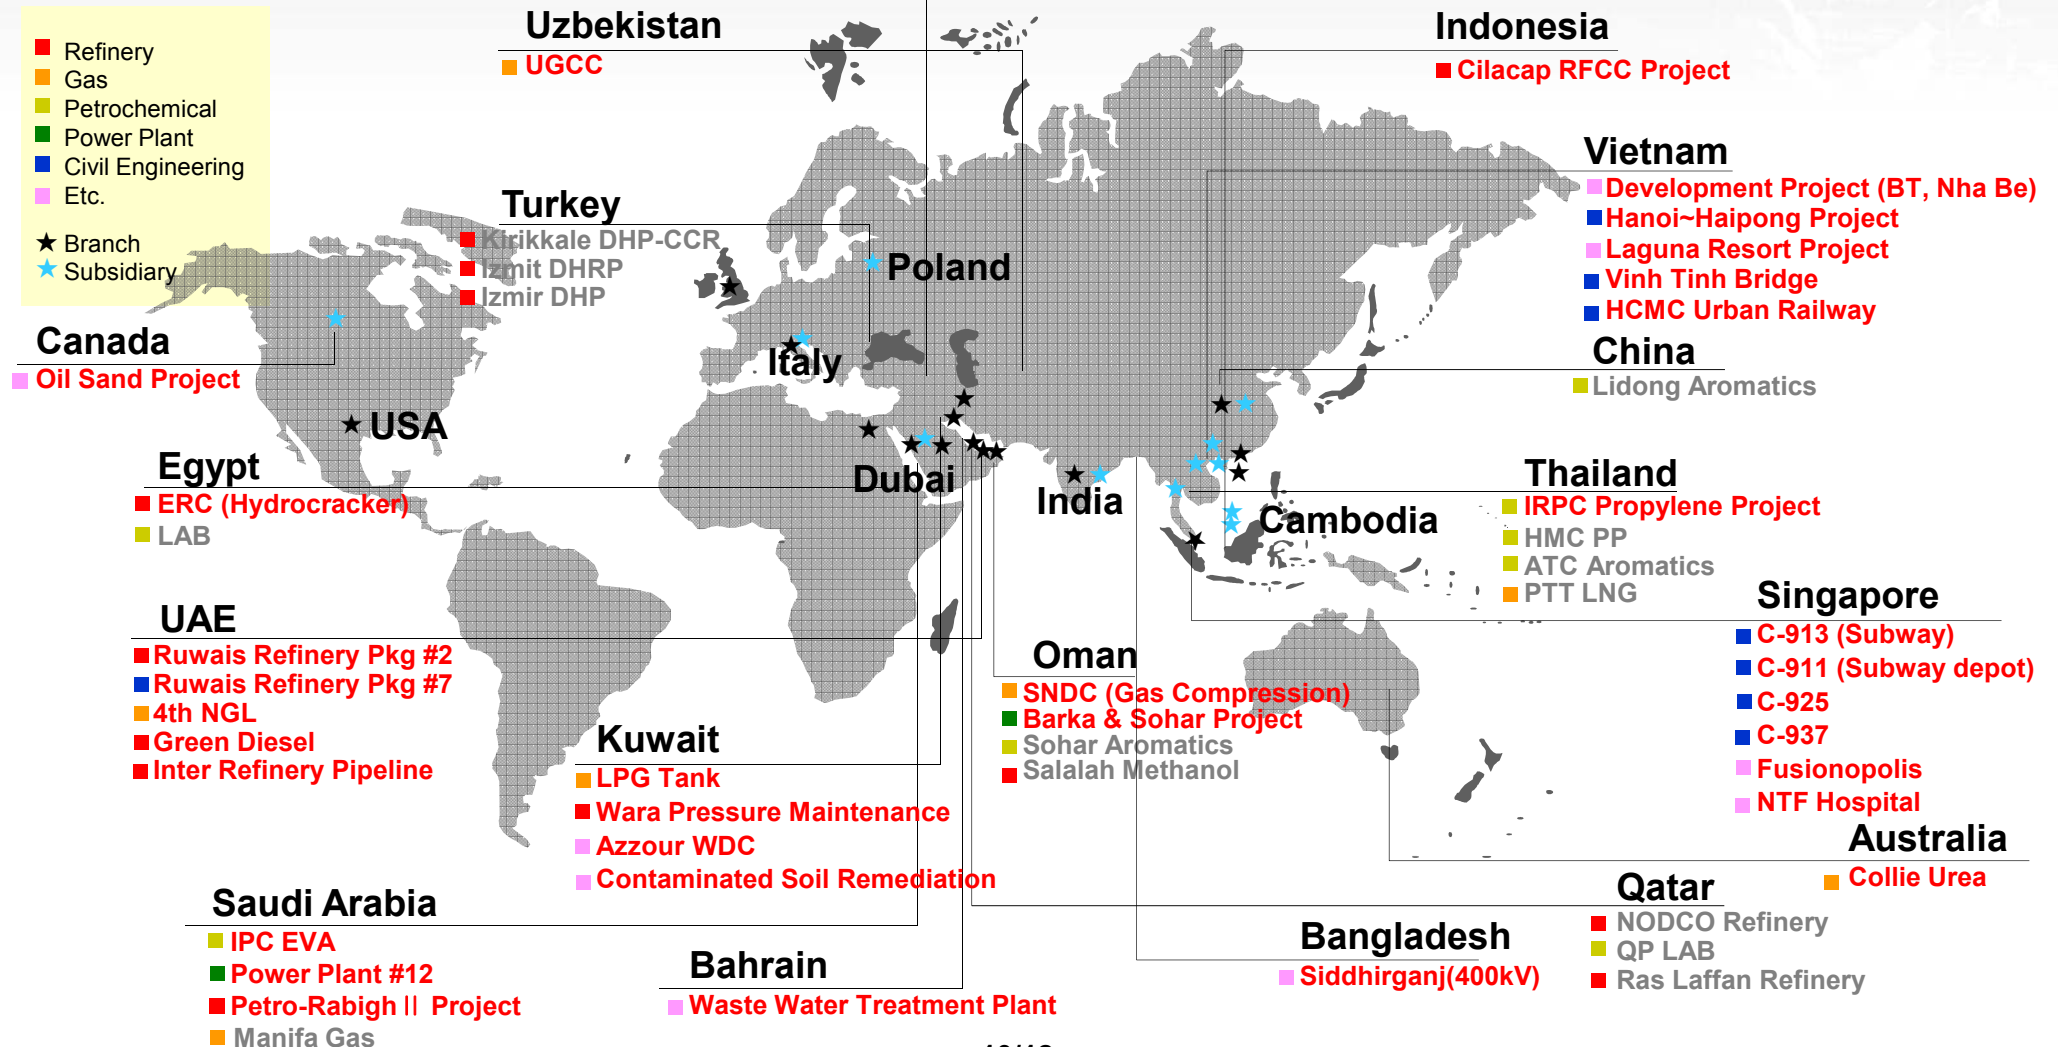 Refinery
Gas
Petrochemical
Power Plant
Civil Engineering
Etc.
Branch
Subsidiary
Uzbekistan
UGCC
Indonesia
Cilacap RFCC Project
Vietnam
Development Project (BT, Nha Be)
Hanoi~Haipong Project
Laguna Resort Project
Vinh Tinh Bridge
HCMC Urban Railway
Turkey
Kirikkale DHP-CCR
Izmit DHRP
Izmir DHP
Poland
Canada
Oil Sand Project
Italy
China
Lidong Aromatics
USA
Egypt
ERC (Hydrocracker)
LAB
Dubai
India
Cambodia
Thailand
IRPC Propylene Project
HMC PP
ATC Aromatics
PTT LNG
Singapore
C-913 (Subway)
C-911 (Subway depot)
C-925
C-937
Fusionopolis
NTF Hospital
UAE
Ruwais Refinery Pkg #2
Ruwais Refinery Pkg #7
4th NGL
Green Diesel
Inter Refinery Pipeline
Oman
SNDC (Gas Compression)
Barka & Sohar Project
Sohar Aromatics
Salalah Methanol
Kuwait
LPG Tank
Wara Pressure Maintenance
Azzour WDC
Contaminated Soil Remediation
Australia
Collie Urea
Qatar
NODCO Refinery
QP LAB
Ras Laffan Refinery
Saudi Arabia
IPC EVA
Power Plant #12
Petro-Rabigh Ⅱ Project
Manifa Gas
Bahrain
Waste Water Treatment Plant
Bangladesh
Siddhirganj(400kV)